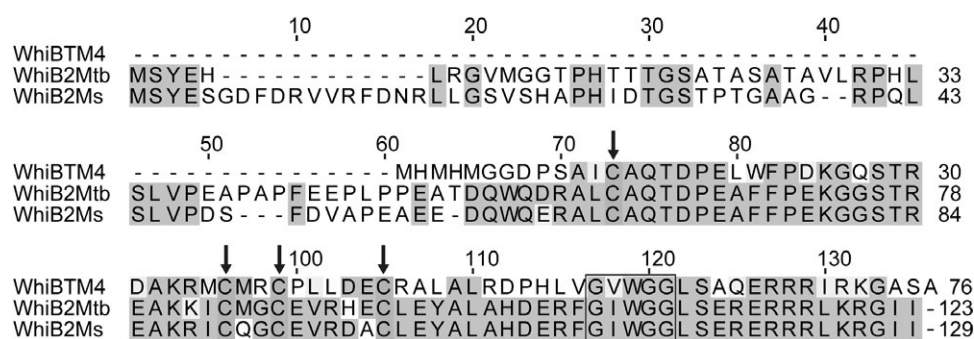 10 20 30 40
WhiBTM4 - - - - - - - - - - - - - - - - - - - - - - - - - - - - - - - - - - - - - - - - - - - - -
WhiB2Mtb MSYEH - - - - - - - - - - - - LRGVMGGTPHTTTGSATASATAVLRPHL 33
WhiB2Ms MSYESGDFDRVVRFDNRLLGSVSHAPHIDTGSTPTGAAG - - RPQL 43
50 60 70 80
WhiBTM4 - - - - - - - - - - - - - - - MHMHMGGDPSAICAQTDPELWFPDKGQSTR 30
WhiB2Mtb SLVPEAPAPFEEPLPPEATDQWQDRALCAQTDPEAFFPEKGGSTR 78
WhiB2Ms SLVPDS - - - FDVAPEAEE - DQWQERALCAQTDPEAFFPEKGGSTR 84
100 110 120 130
WhiBTM4 DAKRMCMRCPLLDECRALALRDPHLVGVWGGLSAQERRRIRKGASA 76
WhiB2Mtb EAKKICMGCEVRHECLEYALAHDERFGIWGGLSERERRRLKRGII - 123
WhiB2Ms EAKRICQGCEVRDACLEYALAHDERFGIWGGLSERERRRLKRGII - 129